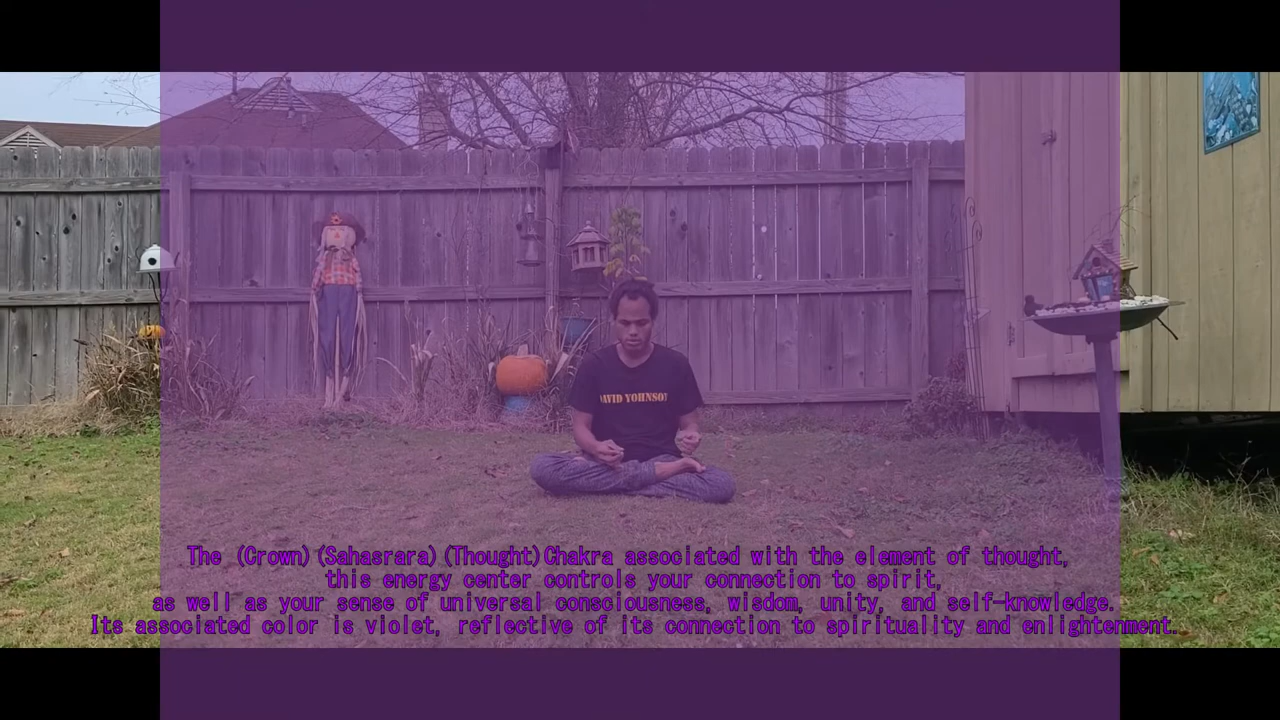 AVID YOHNSON
The (Crown)(Sahasrara)(Thought)Chakra associated with the element of thought,
this energy center controls your connection to spirit,
as well as your sense of universal consciousness, wisdom, unity, and self-knowledge.
Its associated color is violet, reflective of its connection to spirituality and enlightenment.